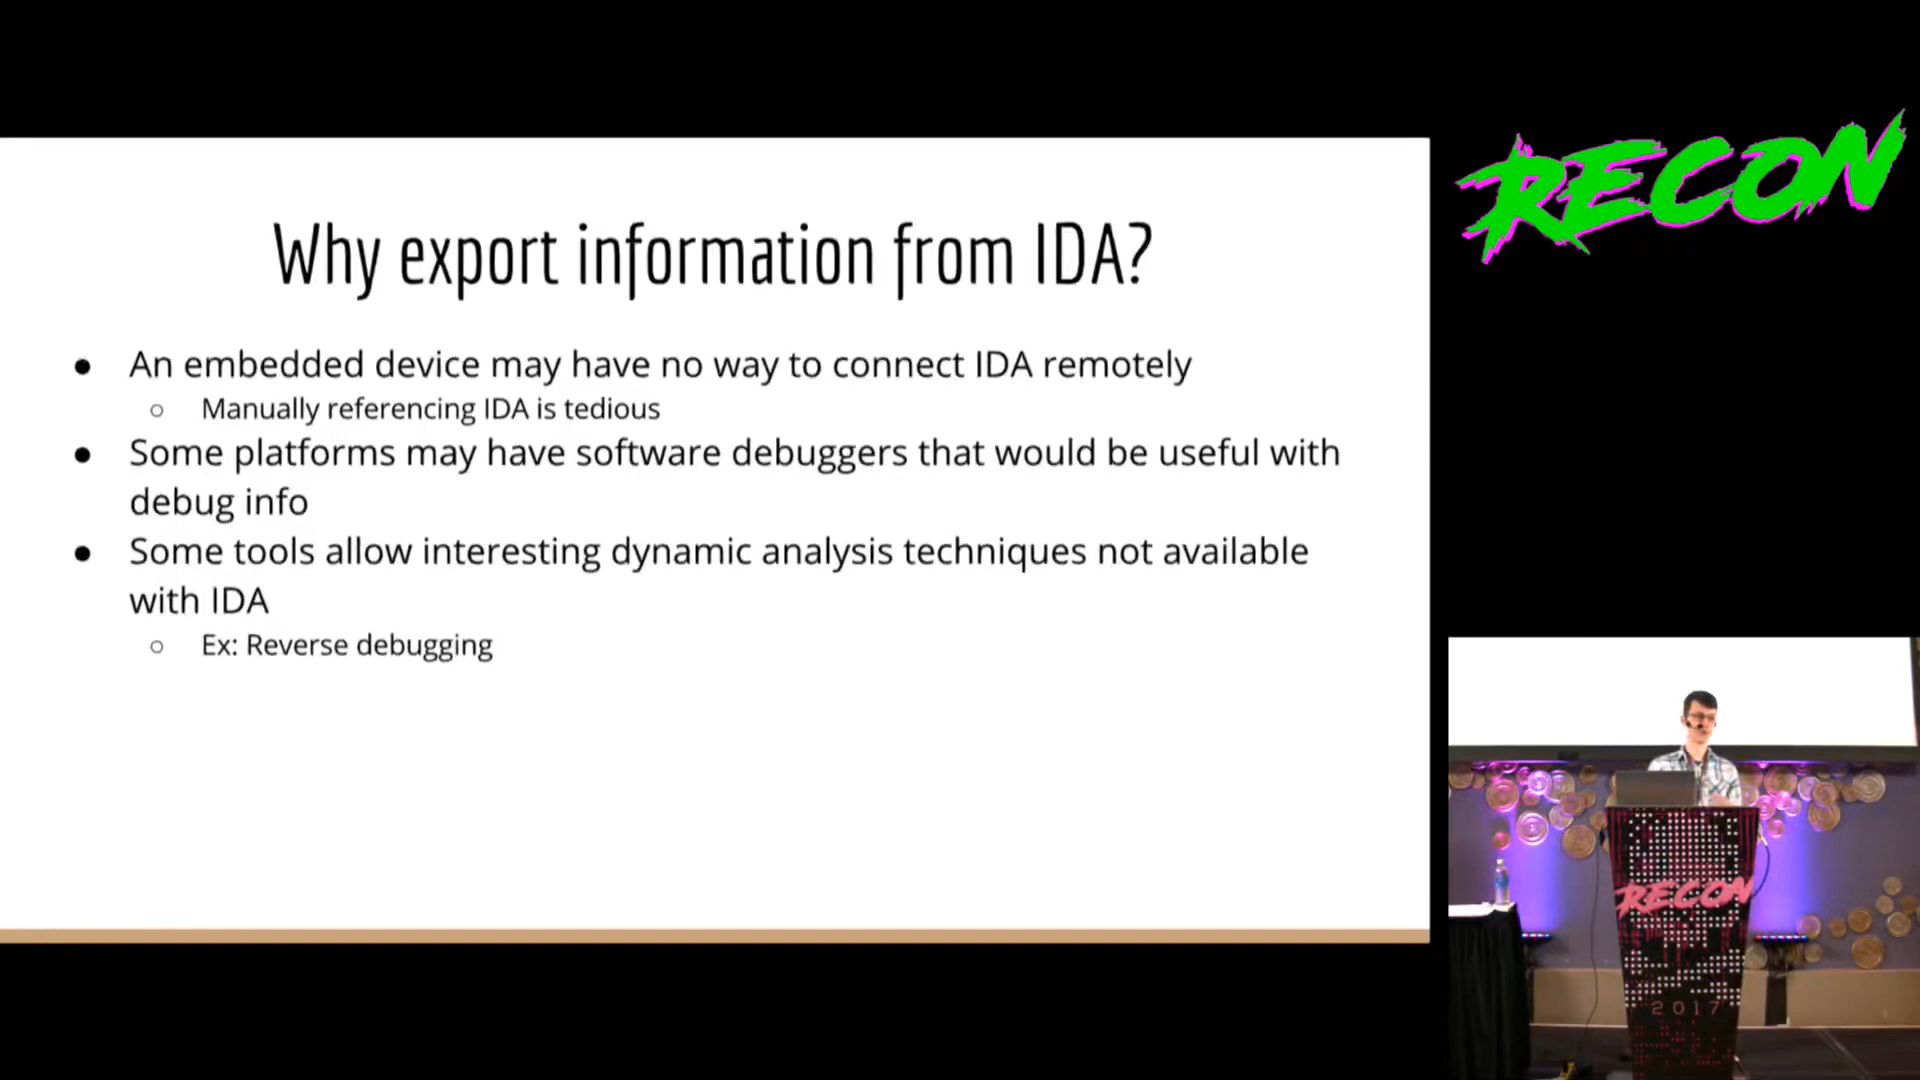 RECON
Why export information from IDA?
● An embedded device may have no way to connect IDA remotely
○ Manually referencing IDA is tedious
● Some platforms may have software debuggers that would be useful with
debug info
● Some tools allow interesting dynamic analysis techniques not available
with IDA
○ Ex: Reverse debugging
RECON
2017